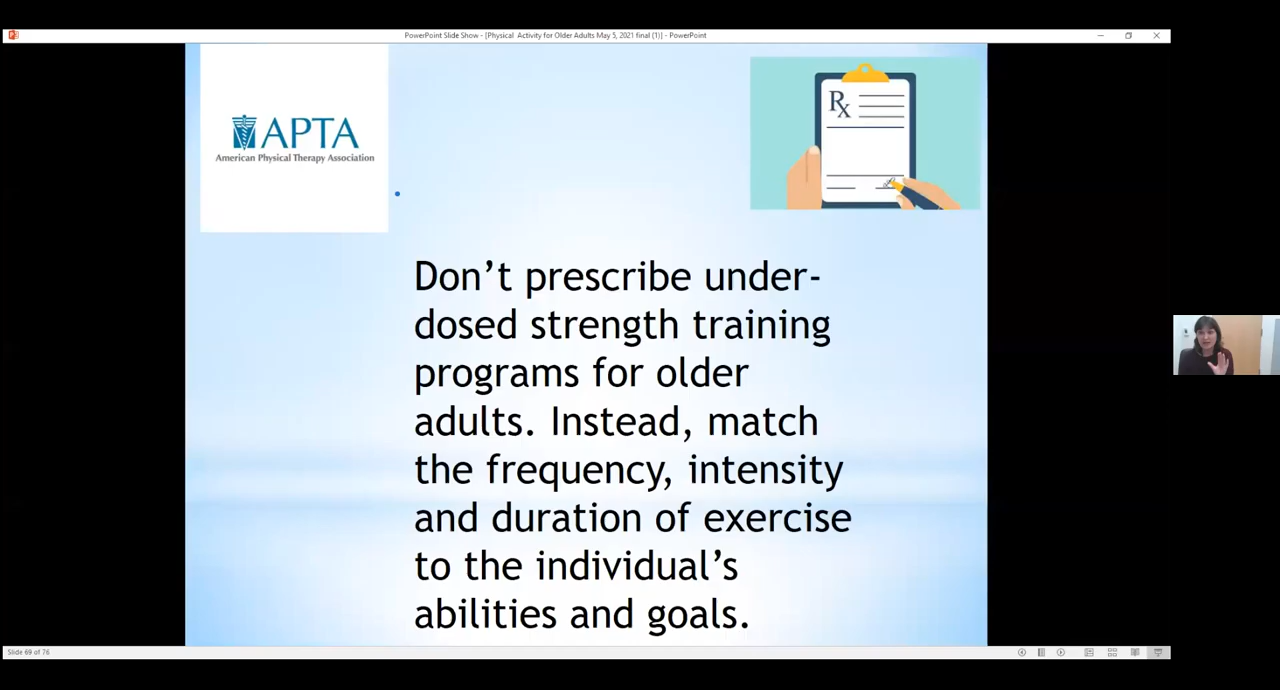 PowerPoint Slide Show - [Physical Activity for Older Adults May 5, 2021 final (1)] - PowerPoint
APTA
American Physical Therapy Association
Rx
Don’t prescribe under-
dosed strength training
programs for older
adults. Instead, match
the frequency, intensity
and duration of exercise
to the individual’s
abilities and goals.
Slide 69 of 76